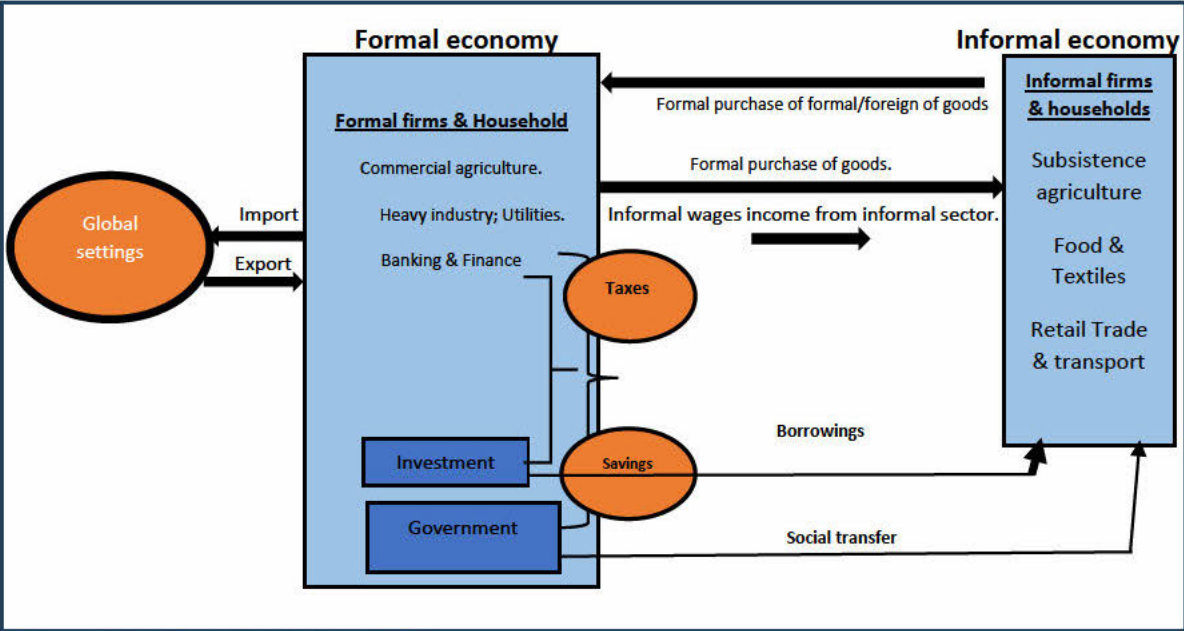 Formal economy
Informal economy
Informal firms
& households
Formal purchase of formal/foreign of goods
Formal firms & Household
Commercial agriculture.
Formal purchase of goods.
Subsistence
agriculture
Global
settings
Import
Heavy industry; Utilities.
Informal wages income from informal sector.
Export
Banking & Finance
Food &
Textiles
Taxes
Retail Trade
& transport
Borrowings
Investment
Savings
Government
Social transfer